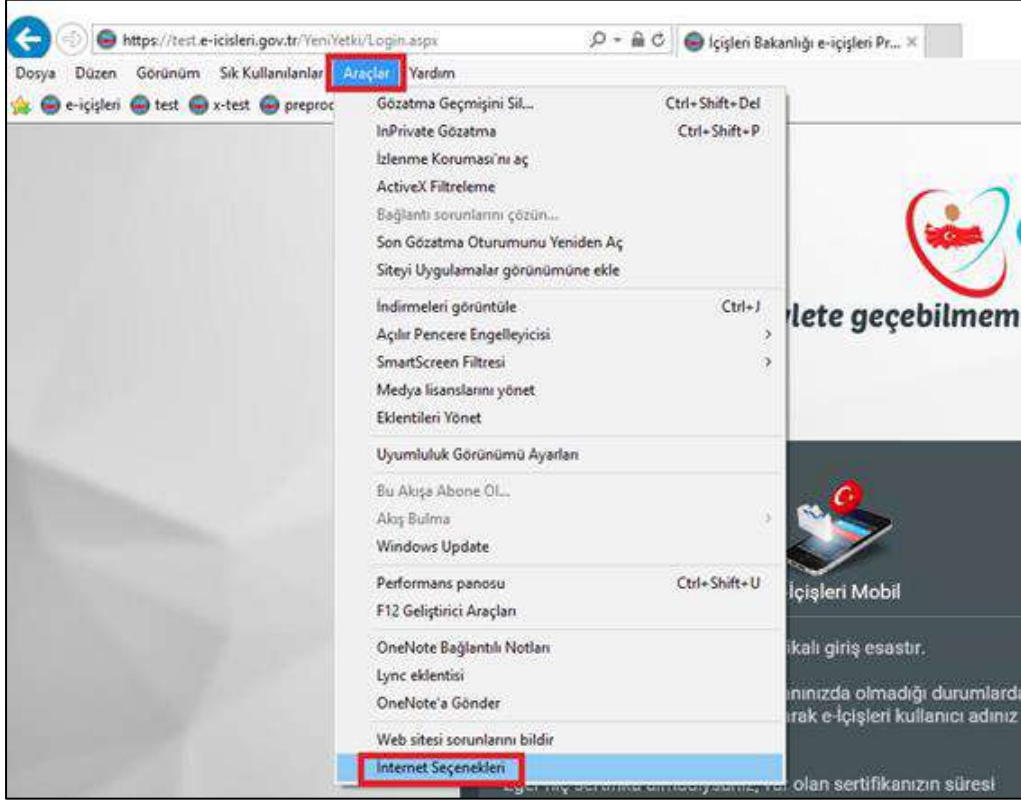 https://test.e-icisleri.gov.tr/YeniYetki/Login.aspx
İçişleri Bakanlığı e-içişleri Pr...
Dosya Düzen Görünüm Sık Kullanılanlar Araçlar Yardım
e-içişleri test x-test preprod
Gözatma Geçmişini Sil... Ctrl+Shift+Del
InPrivate Gözatma Ctrl+Shift+P
İzlenme Koruması'nı aç
ActiveX Filtreleme
Bağlantı sorunlarını çözün...
Son Gözatma Oturumunu Yeniden Aç
Siteyi Uygulamalar görünümüne ekle
İndirmeleri görüntüle Ctrl+J
Açılır Pencere Engelleyicisi
SmartScreen Filtresi
Medya lisanslarını yönet
Eklentileri Yönet
Uyumluluk Görünümü Ayarları
Bu Akışa Abone Ol...
Akış Bulma
Windows Update
Performans panosu Ctrl+Shift+U
F12 Geliştirici Araçları
OneNote Bağlantılı Notları
Lync eklentisi
OneNote'a Gönder
Web sitesi sorunlarını bildir
İnternet Seçenekleri
lete geçebilmem
İçişleri Mobil
ikalı giriş esastır.
nınızda olmadığı durumlarda
rak e-İçişleri kullanıcı adınız
olan sertifikanızın süresi